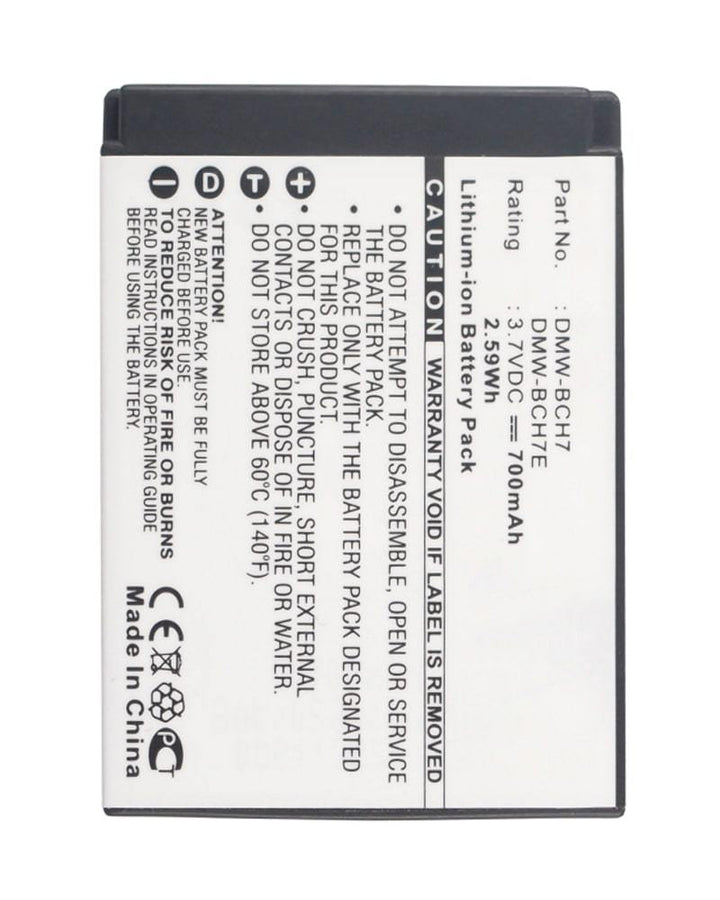 Part No. : DMW-BCH7
DMW-BCH7E
Rating : 3.7VDC ⎓ 700mAh
2.59Wh
Lithium-ion Battery Pack
CAUTION WARRANTY VOID IF LABEL IS REMOVED
• DO NOT ATTEMPT TO DISASSEMBLE, OPEN OR SERVICE
THE BATTERY PACK.
• REPLACE ONLY WITH THE BATTERY PACK DESIGNATED
FOR THIS PRODUCT.
• DO NOT CRUSH, PUNCTURE, SHORT EXTERNAL
CONTACTS, OR DISPOSE OF IN FIRE OR WATER.
• DO NOT STORE ABOVE 60°C (140°F).
+ T D −
ATTENTION!
NEW BATTERY PACK MUST BE FULLY
CHARGED BEFORE USE.
TO REDUCE RISK OF FIRE OR BURNS
READ INSTRUCTIONS IN OPERATING GUIDE
BEFORE USING THE BATTERY.
CE PCT
Made In China